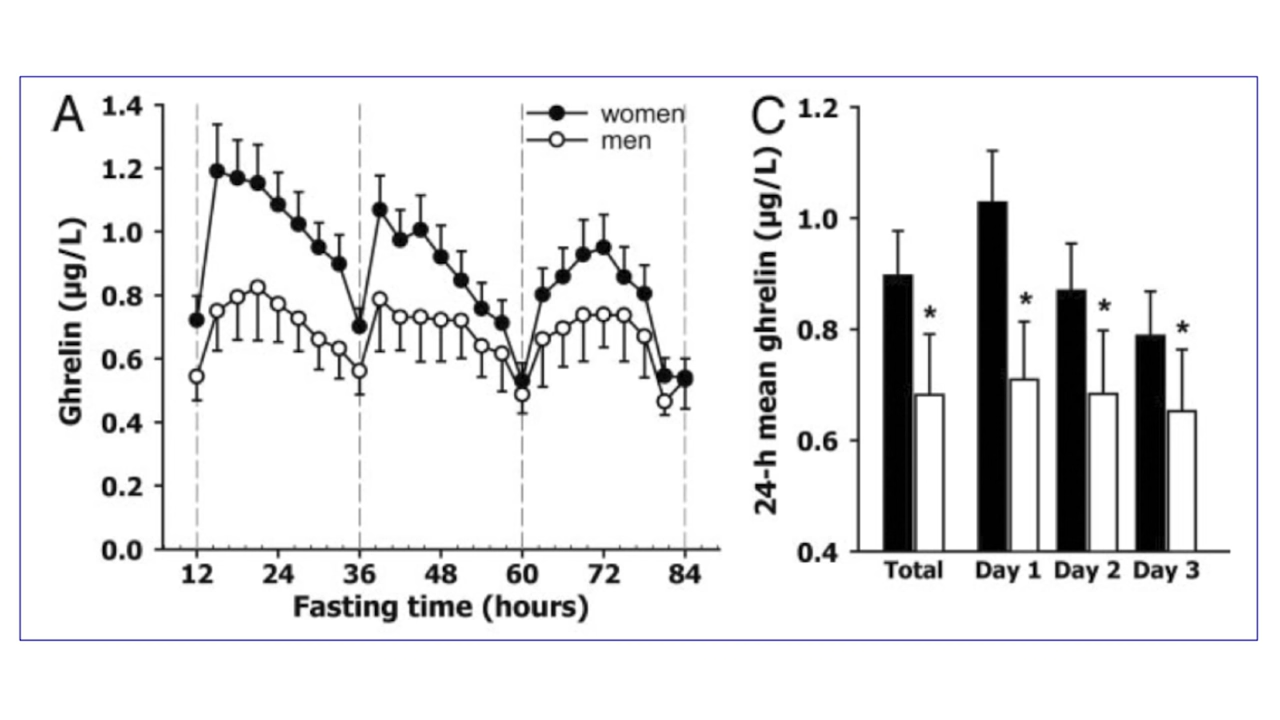 A
1.4
1.2
1.0
0.8
0.6
0.4
0.2
0.0
Ghrelin (µg/L)
women
men
12 24 36 48 60 72 84
Fasting time (hours)
C
1.2
1.0
0.8
0.6
0.4
24-h mean ghrelin (µg/L)
* * * *
Total Day 1 Day 2 Day 3